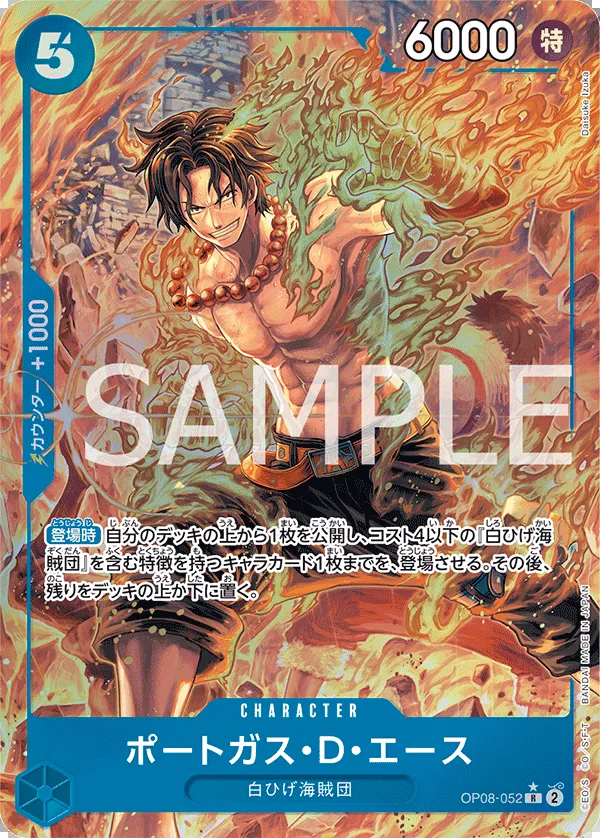 5
6000 特
Daisuke Izuka
カウンター +1000
SAMPLE
登場時 自分のデッキの上から1枚を公開し、コスト4以下の『白ひげ海
賊団』を含む特徴を持つキャラカード1枚までを、登場させる。その後、
残りをデッキの上か下に置く。
CHARACTER
ポートガス・D・エース
白ひげ海賊団
OP08-052 R 2
©E.O/S. ©O/S.,F.,T BANDAI MADE IN JAPAN